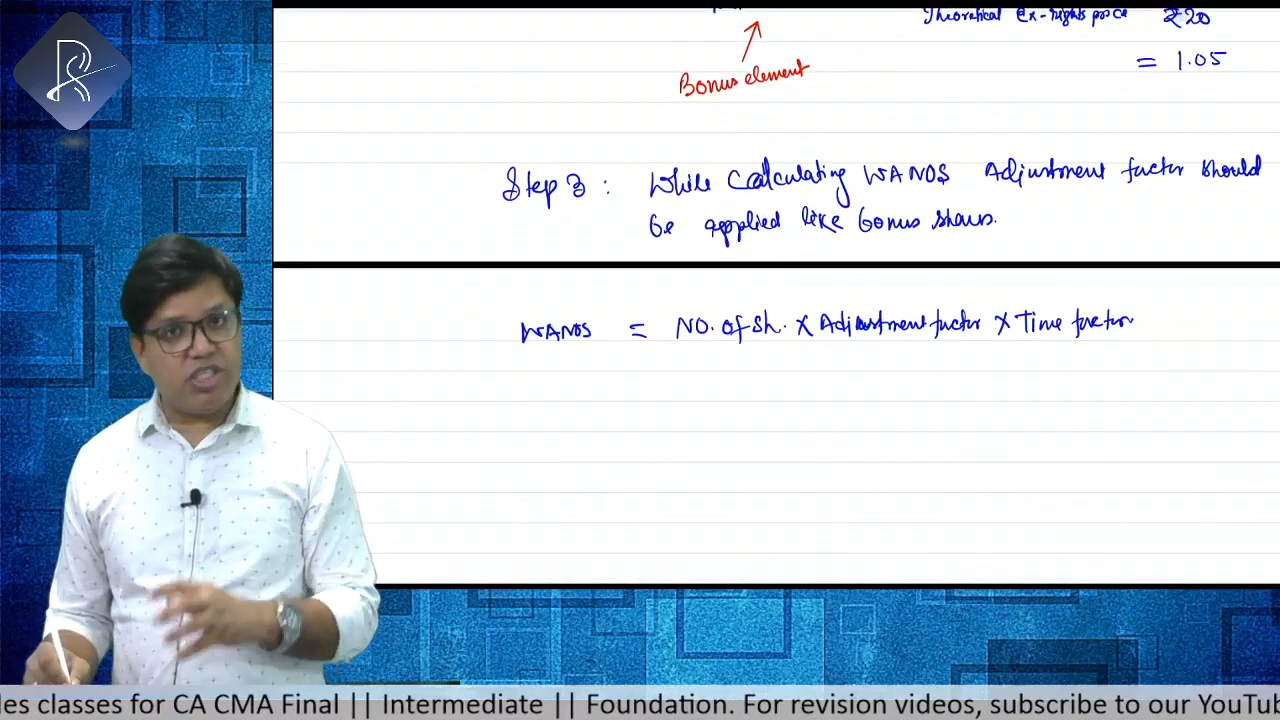 Theoretical Ex-rights price ₹20
= 1.05
Bonus element
Step 3 : While Calculating WANOS Adjustment factor should
be applied like bonus shares.
WANOS = NO. of Sh. X Adjustment factor X Time factor
les classes for CA CMA Final || Intermediate || Foundation. For revision videos, subscribe to our YouTub